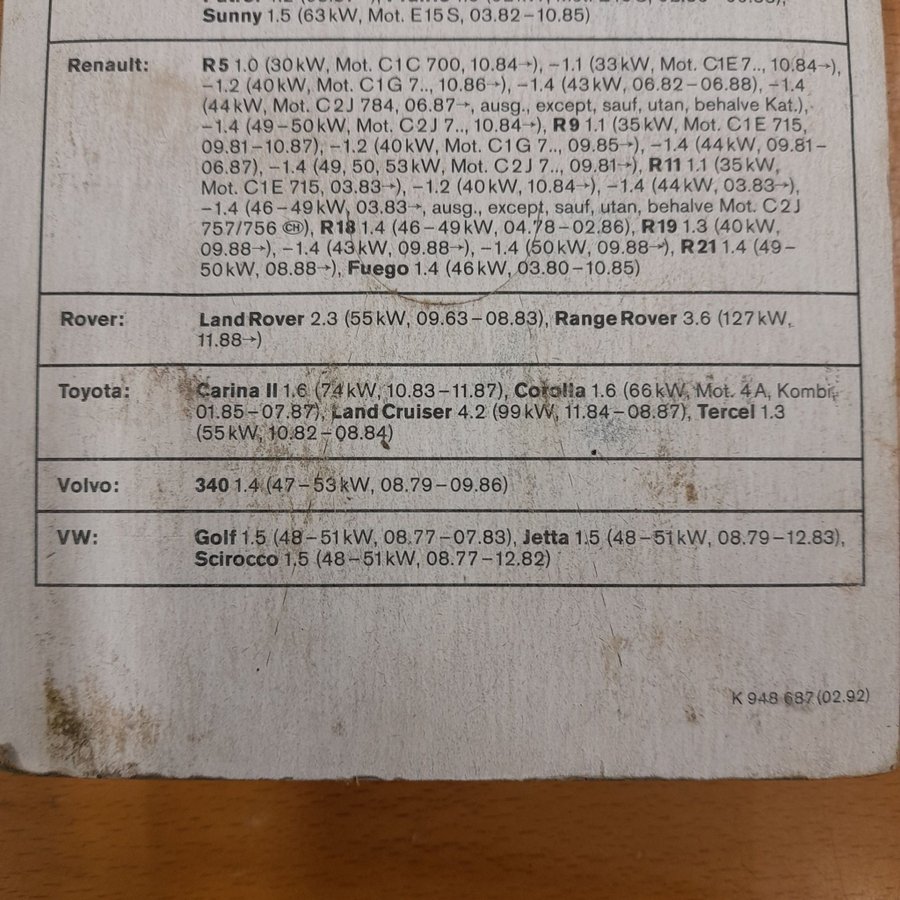 Sunny 1.5 (63 kW, Mot. E15 S, 03.82–10.85)
Renault: R 5 1.0 (30 kW, Mot. C1C 700, 10.84→), –1.1 (33 kW, Mot. C1E 7.., 10.84→),
–1.2 (40 kW, Mot. C1G 7.., 10.86→), –1.4 (43 kW, 06.82–06.88), –1.4
(44 kW, Mot. C2J 784, 06.87→, ausg., except, sauf, utan, behalve Kat.),
–1.4 (49–50 kW, Mot. C2J 7.., 10.84→), R 9 1.1 (35 kW, Mot. C1E 715,
09.81–10.87), –1.2 (40 kW, Mot. C1G 7.., 09.85→), –1.4 (44 kW, 09.81–
06.87), –1.4 (49, 50, 53 kW, Mot. C2J 7.., 09.81→), R 11 1.1 (35 kW,
Mot. C1E 715, 03.83→), –1.2 (40 kW, 10.84→), –1.4 (44 kW, 03.83→),
–1.4 (46–49 kW, 03.83→, ausg., except, sauf, utan, behalve Mot. C2J
757/756 CH), R 18 1.4 (46–49 kW, 04.78–02.86), R 19 1.3 (40 kW,
09.88→), –1.4 (43 kW, 09.88→), –1.4 (50 kW, 09.88→), R 21 1.4 (49–
50 kW, 08.88→), Fuego 1.4 (46 kW, 03.80–10.85)
Rover: Land Rover 2.3 (55 kW, 09.63–08.83), Range Rover 3.6 (127 kW,
11.88→)
Toyota: Carina II 1.6 (74 kW, 10.83–11.87), Corolla 1.6 (66 kW, Mot. 4A, Kombi,
01.85–07.87), Land Cruiser 4.2 (99 kW, 11.84–08.87), Tercel 1.3
(55 kW, 10.82–08.84)
Volvo: 340 1.4 (47–53 kW, 08.79–09.86)
VW: Golf 1.5 (48–51 kW, 08.77–07.83), Jetta 1.5 (48–51 kW, 08.79–12.83),
Scirocco 1.5 (48–51 kW, 08.77–12.82)
K 948 687 (02.92)